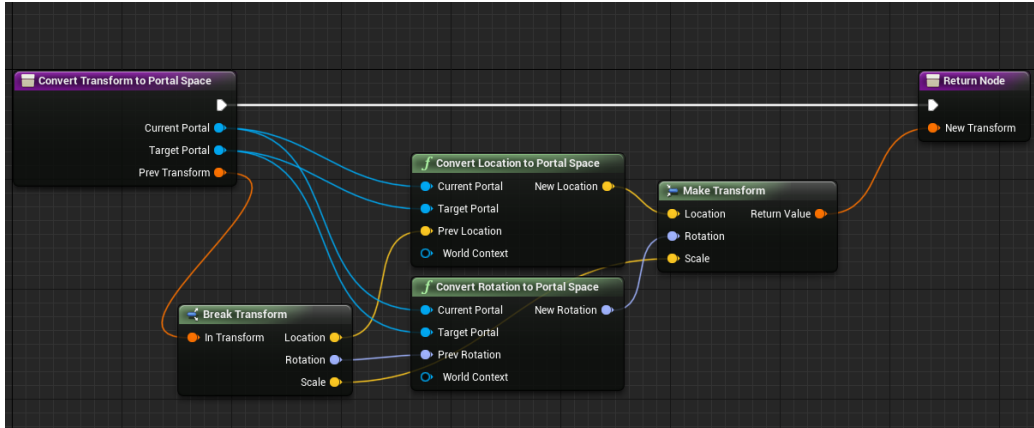 Convert Transform to Portal Space
Current Portal
Target Portal
Prev Transform
Break Transform
In Transform
Location
Rotation
Scale
Convert Location to Portal Space
Current Portal
New Location
Target Portal
Prev Location
World Context
Convert Rotation to Portal Space
Current Portal
New Rotation
Target Portal
Prev Rotation
World Context
Make Transform
Location
Return Value
Rotation
Scale
Return Node
New Transform